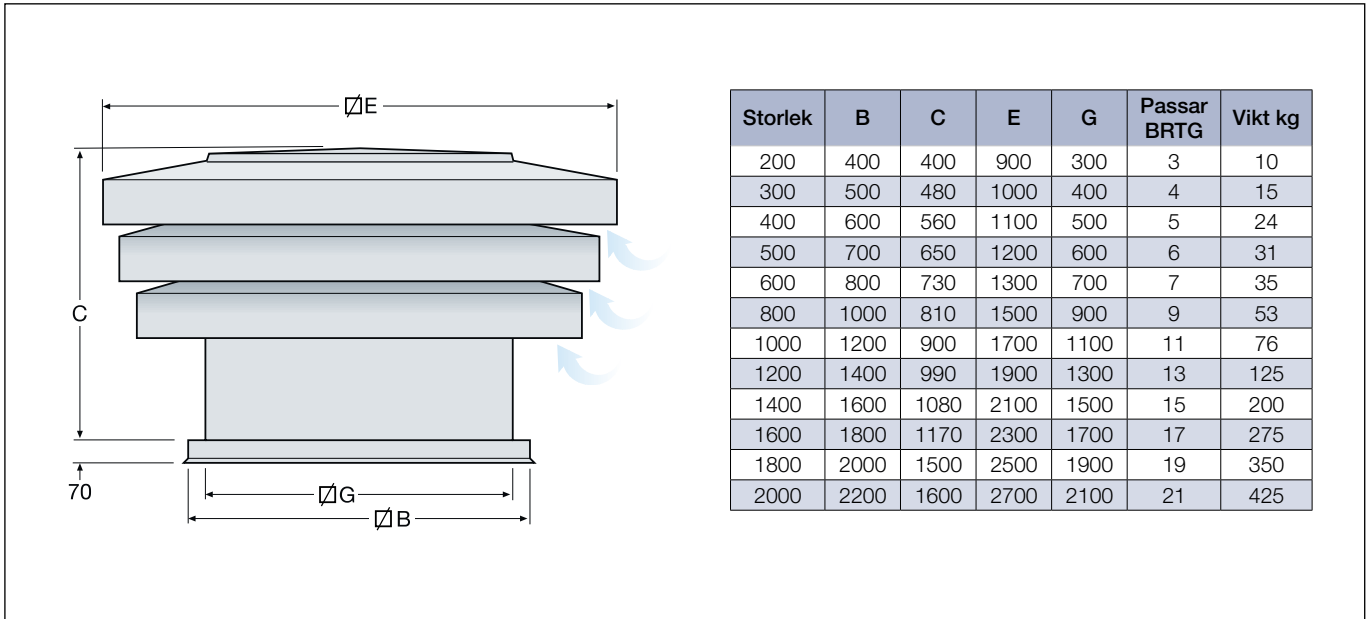 ⍁E
C
70
⍁G
⍁B
Storlek B C E G Passar BRTG Vikt kg
200 400 400 900 300 3 10
300 500 480 1000 400 4 15
400 600 560 1100 500 5 24
500 700 650 1200 600 6 31
600 800 730 1300 700 7 35
800 1000 810 1500 900 9 53
1000 1200 900 1700 1100 11 76
1200 1400 990 1900 1300 13 125
1400 1600 1080 2100 1500 15 200
1600 1800 1170 2300 1700 17 275
1800 2000 1500 2500 1900 19 350
2000 2200 1600 2700 2100 21 425